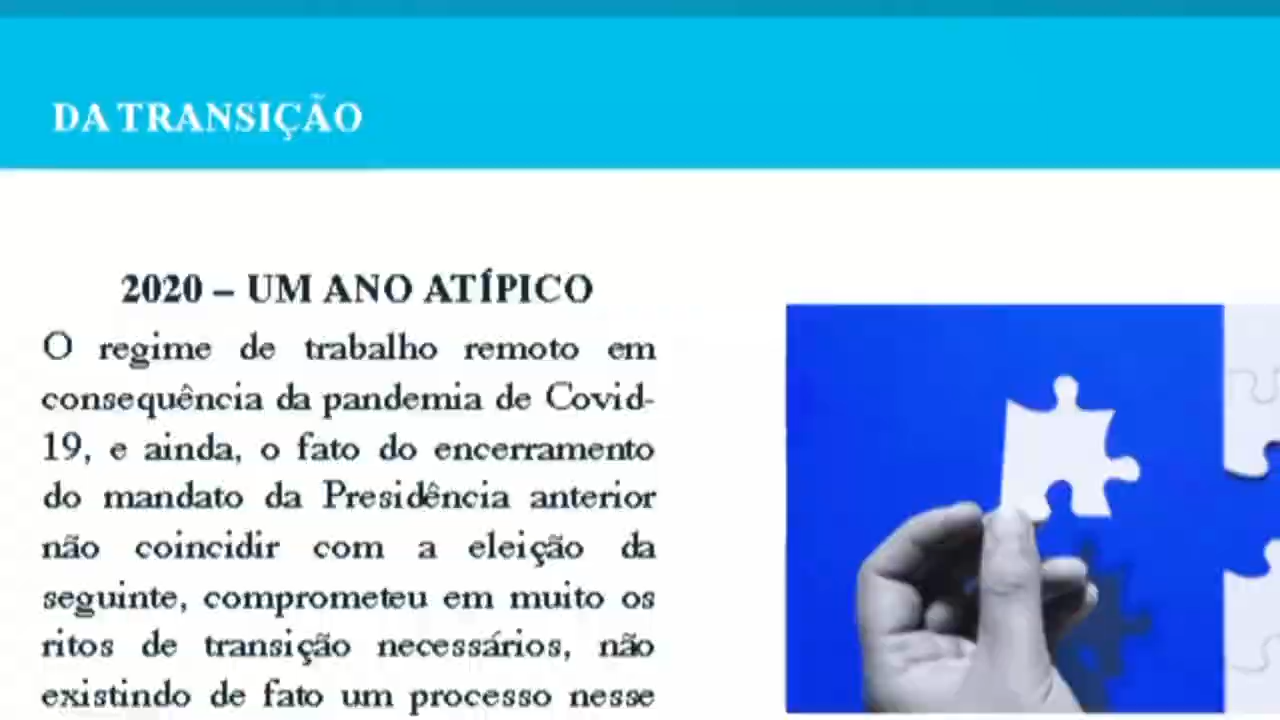 DA TRANSIÇÃO
2020 – UM ANO ATÍPICO
O regime de trabalho remoto em
consequência da pandemia de Covid-
19, e ainda, o fato do encerramento
do mandato da Presidência anterior
não coincidir com a eleição da
seguinte, comprometeu em muito os
ritos de transição necessários, não
existindo de fato um processo nesse